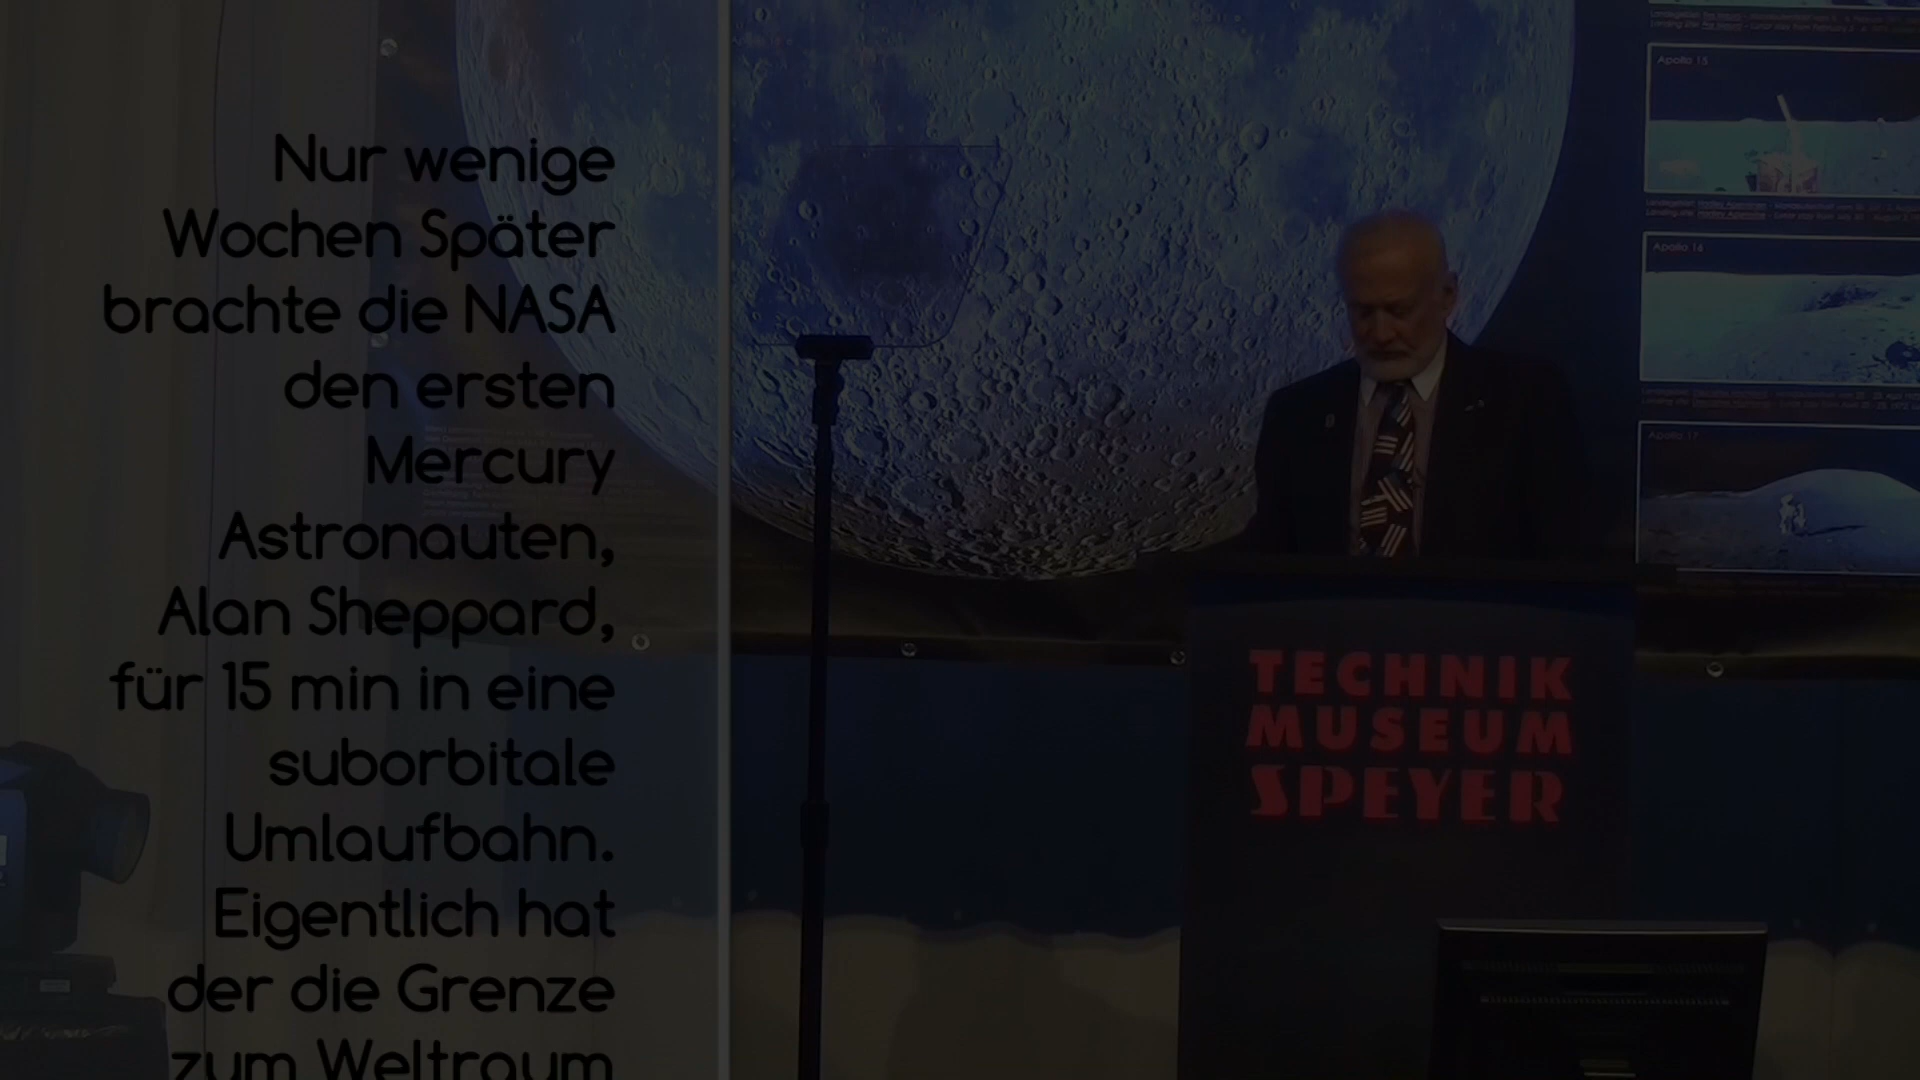 Nur wenige
Wochen Später
brachte die NASA
den ersten
Mercury
Astronauten,
Alan Sheppard,
für 15 min in eine
suborbitale
Umlaufbahn.
Eigentlich hat
der die Grenze
zum Weltraum
Apollo 15
Apollo 16
Apollo 17
TECHNIK
MUSEUM
SPEYER